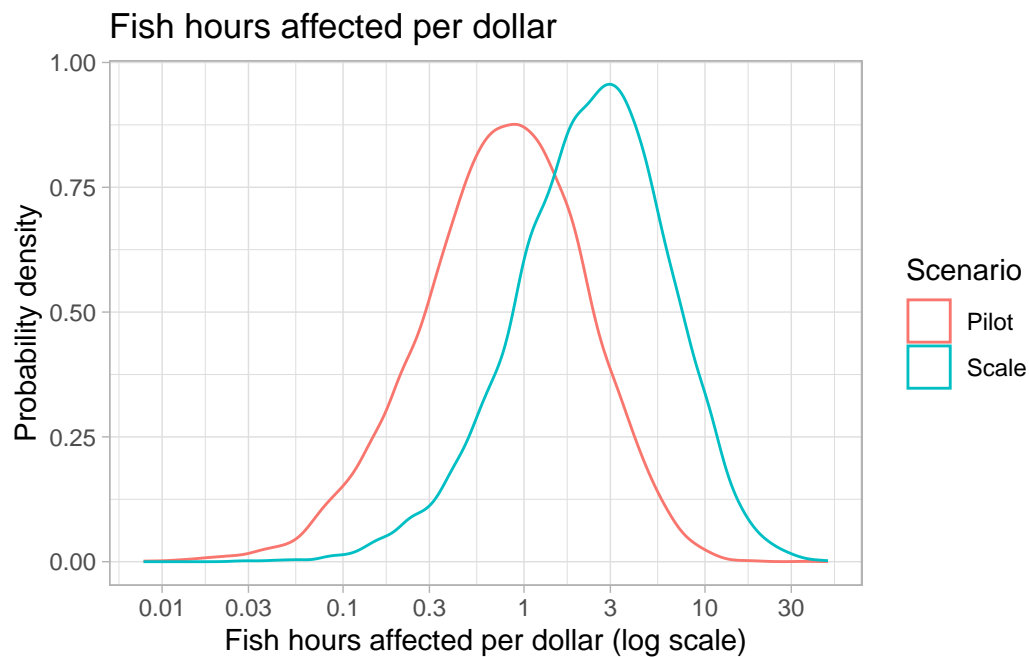 Fish hours affected per dollar
1.00
0.75
0.50
0.25
0.00
Probability density
0.01 0.03 0.1 0.3 1 3 10 30
Fish hours affected per dollar (log scale)
Scenario
Pilot
Scale